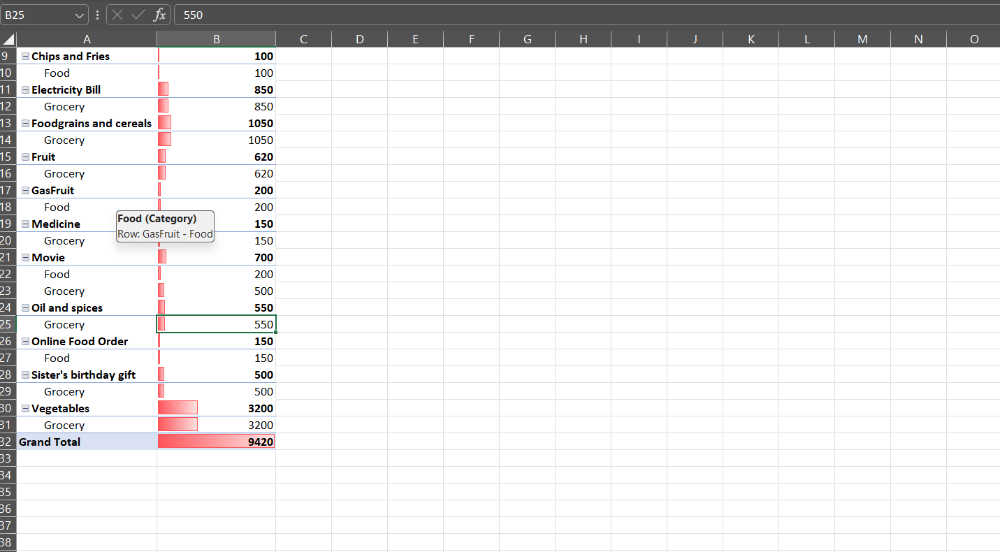 B25 fx 550
A B C D E F G H I J K L M N O
9 Chips and Fries 100
10 Food 100
11 Electricity Bill 850
12 Grocery 850
13 Foodgrains and cereals 1050
14 Grocery 1050
15 Fruit 620
16 Grocery 620
17 GasFruit 200
18 Food 200
Food (Category)
19 Medicine 150
Row: GasFruit - Food
20 Grocery 150
21 Movie 700
22 Food 200
23 Grocery 500
24 Oil and spices 550
25 Grocery 550
26 Online Food Order 150
27 Food 150
28 Sister's birthday gift 500
29 Grocery 500
30 Vegetables 3200
31 Grocery 3200
32 Grand Total 9420
33
34
35
36
37
38